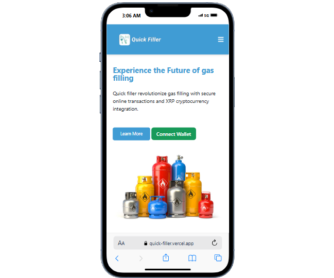 3:06 AM
5G
Quick Filler
Experience the Future of gas
filling
Quick filler revolutionize gas filling with secure
online transactions and XRP cryptocurrency
Integration.
Learn More Connect Wallet
AA quick-filler.vercel.app